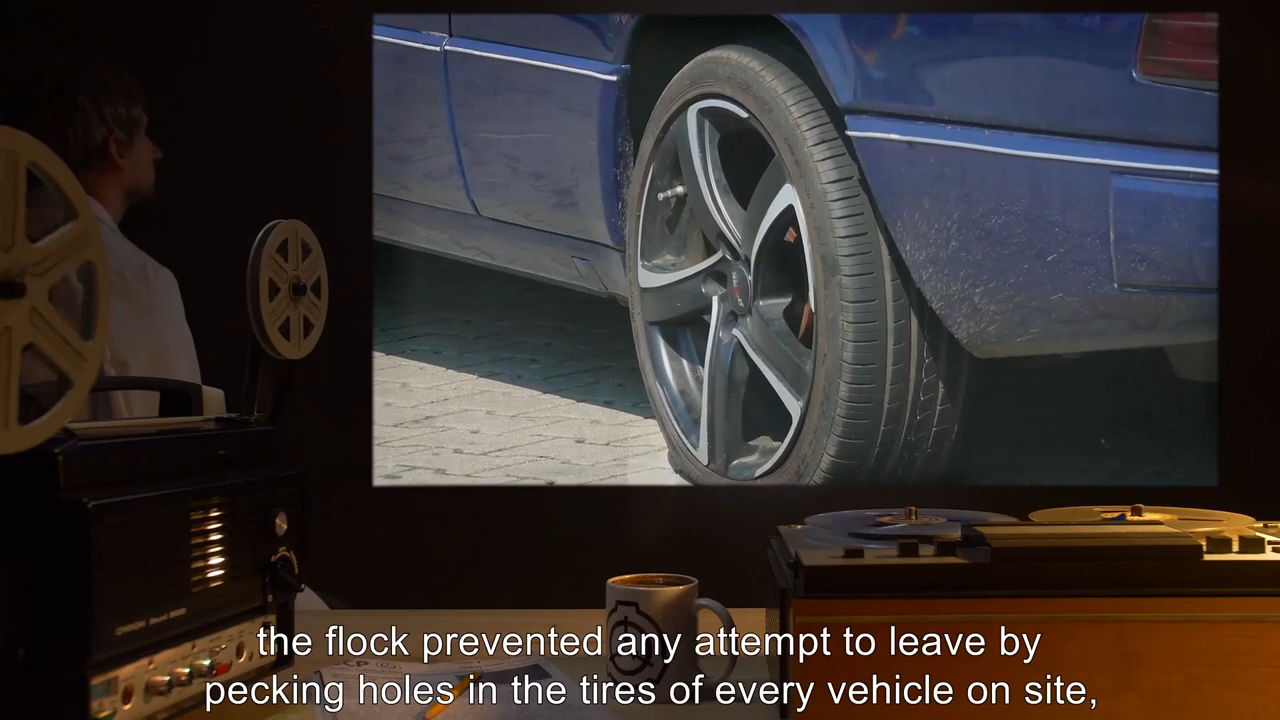 the flock prevented any attempt to leave by
pecking holes in the tires of every vehicle on site,